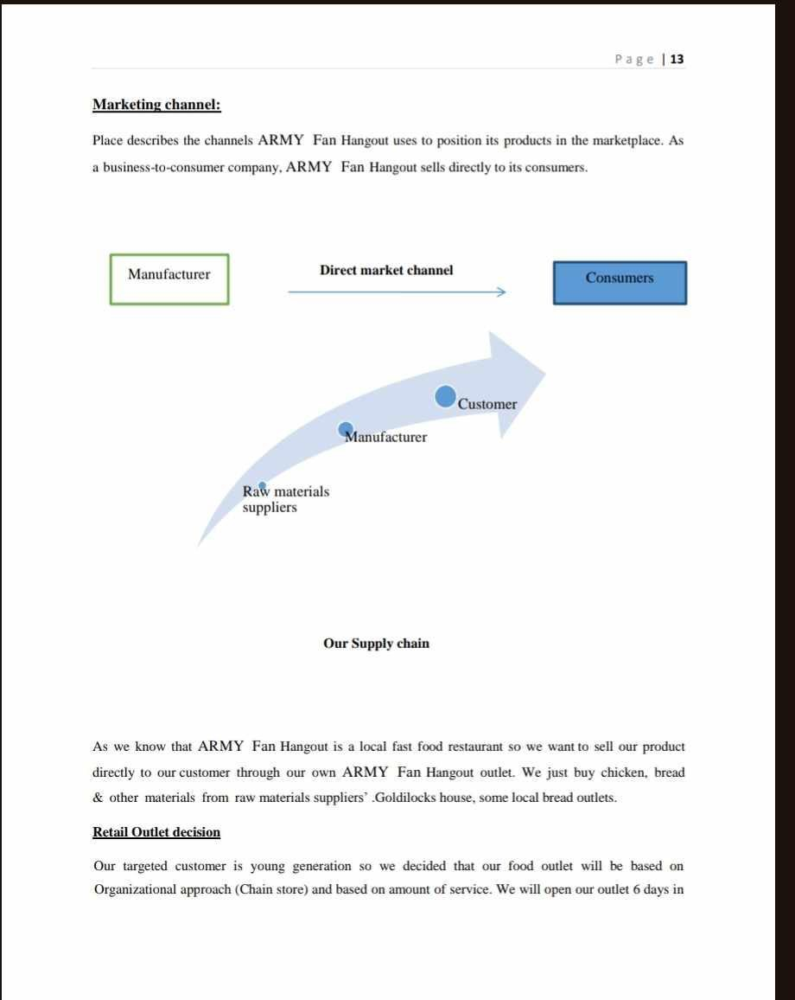 Page | 13
Marketing channel:
Place describes the channels ARMY Fan Hangout uses to position its products in the marketplace. As
a business-to-consumer company, ARMY Fan Hangout sells directly to its consumers.
Manufacturer
Direct market channel
Consumers
Customer
Manufacturer
Raw materials
suppliers
Our Supply chain
As we know that ARMY Fan Hangout is a local fast food restaurant so we want to sell our product
directly to our customer through our own ARMY Fan Hangout outlet. We just buy chicken, bread
& other materials from raw materials suppliers’ .Goldilocks house, some local bread outlets.
Retail Outlet decision
Our targeted customer is young generation so we decided that our food outlet will be based on
Organizational approach (Chain store) and based on amount of service. We will open our outlet 6 days in